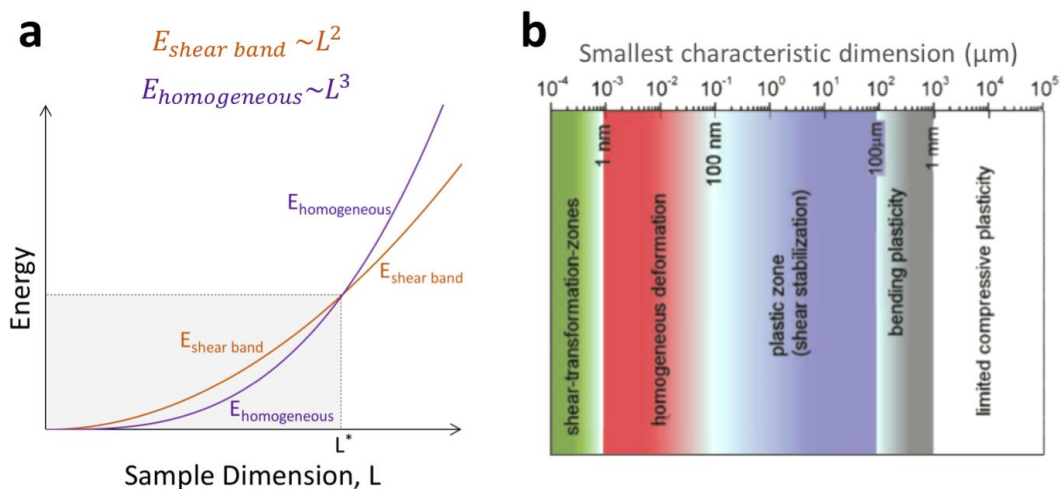 a
E_shear band ~L^2
E_homogeneous~L^3
E_homogeneous
E_shear band
E_shear band
E_homogeneous
Energy
L*
Sample Dimension, L
b
Smallest characteristic dimension (μm)
10^-4 10^-3 10^-2 10^-1 10^0 10^1 10^2 10^3 10^4 10^5
1 nm
100 nm
100μm
1 mm
shear-transformation-zones
homogeneous deformation
plastic zone
(shear stabilization)
bending plasticity
limited compressive plasticity